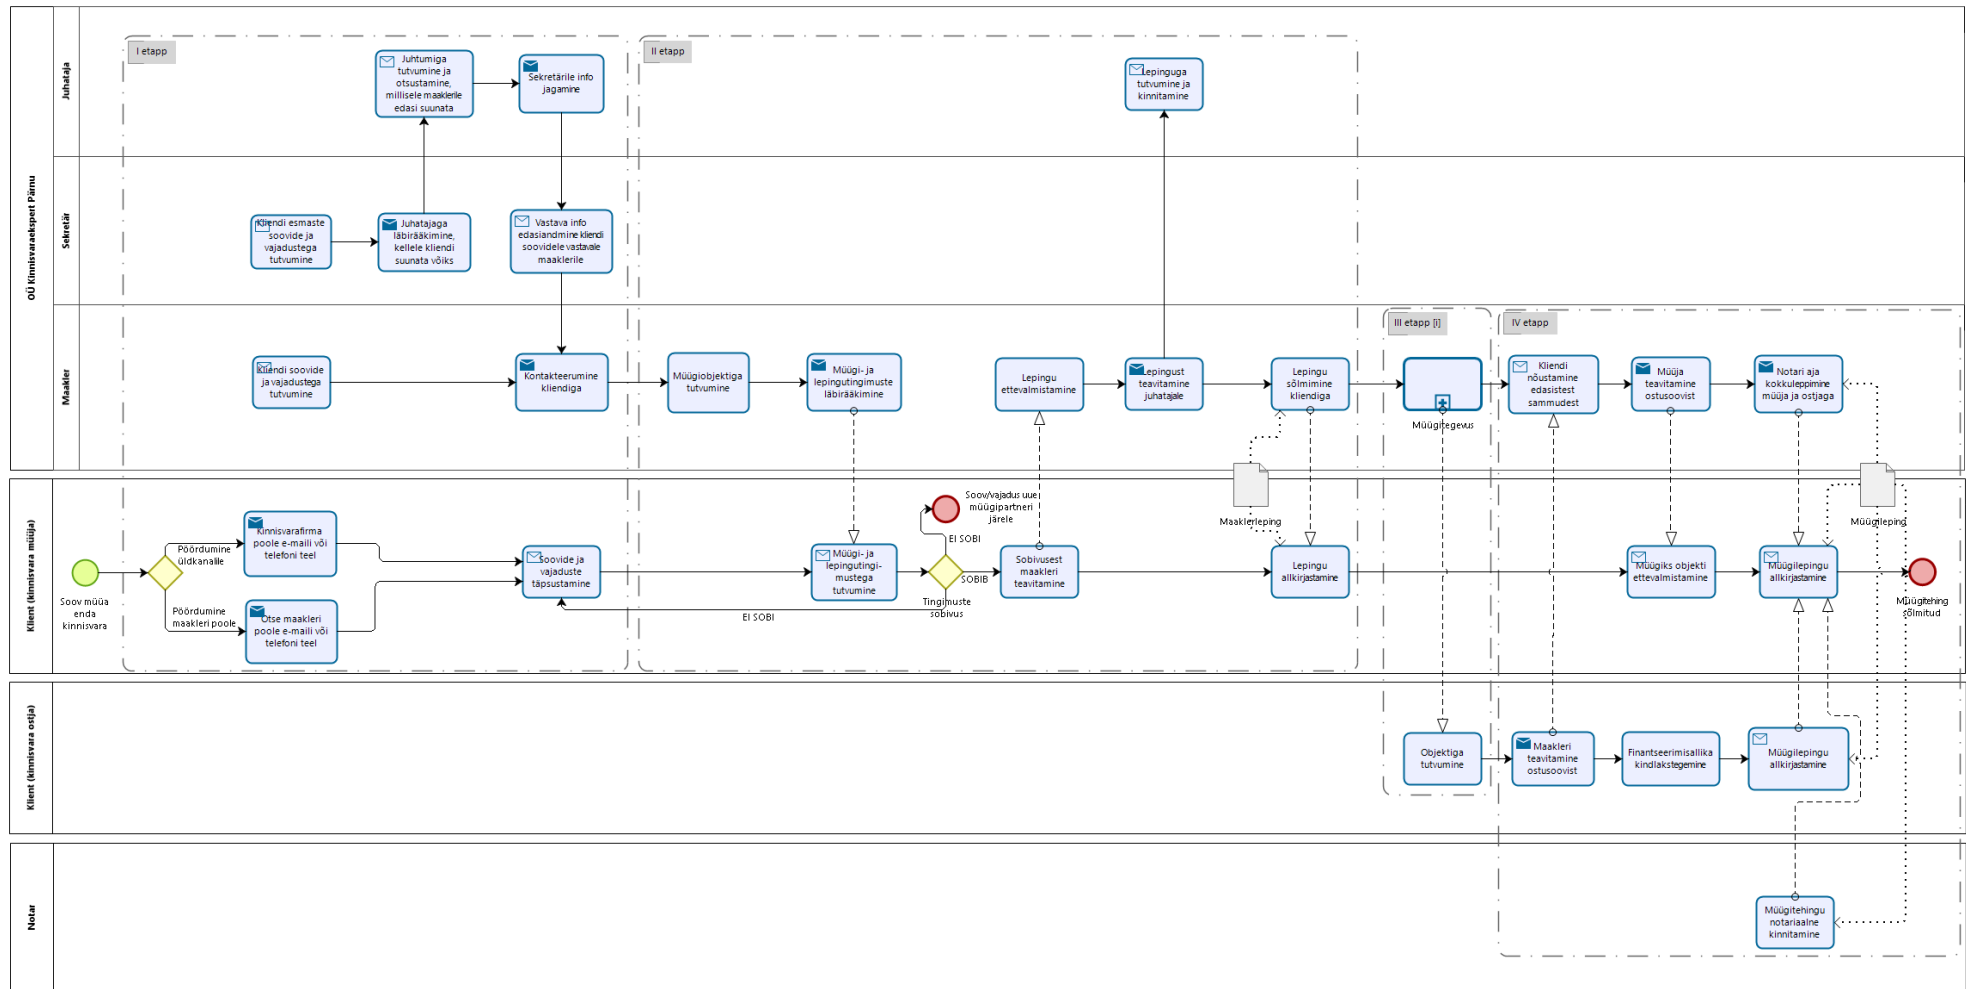 OÜ Kinnisvaraekspert Pärnu
Juhataja
I etapp
Juhtumiga
tutvumine ja
otsustamine,
millisele maaklerile
edasi suunata
Sekretärile info
jagamine
II etapp
Lepinguga
tutvumine ja
kinnitamine
Sekretär
Kliendi esmaste
soovide ja
vajadustega
tutvumine
Juhatajaga
läbirääkimine,
kellele kliendi
suunata võiks
Vastava info
edasiandmine kliendi
soovidele vastavale
maaklerile
Maakler
Kliendi soovide
ja vajadustega
tutvumine
Kontakteerumine
kliendiga
Müügiobjektiga
tutvumine
Müügi- ja
lepingutingimuste
läbirääkimine
Lepingu
ettevalmistamine
Lepingust
teavitamine
juhatajale
Lepingu
sõlmimine
kliendiga
III etapp [i]
Müügitegevus
IV etapp
Kliendi
nõustamine
edasistest
sammudest
Müüja
teavitamine
ostusoovist
Notari aja
kokkuleppimine
müüja ja ostjaga
Maaklerleping
Müügileping
Klient (kinnisvara müüja)
Soov müüa
enda
kinnisvara
Pöördumine
üldkanalile
Pöördumine
maakleri poole
Kinnisvarafirma
poole e-maili või
telefoni teel
Otse maakleri
poole e-maili või
telefoni teel
Soovide ja
vajaduste
täpsustamine
EI SOBI
Müügi- ja
lepingutingi-
mustega
tutvumine
Soov/vajadus uue
müügipartneri
järele
EI SOBI
SOBIB
Tingimuste
sobivus
Sobivusest
maakleri
teavitamine
Lepingu
allkirjastamine
Müügiks objekti
ettevalmistamine
Müügilepingu
allkirjastamine
Müügitehing
sõlmitud
Klient (kinnisvara ostja)
Objektiga
tutvumine
Maakleri
teavitamine
ostusoovist
Finantseerimisallika
kindlakstegemine
Müügilepingu
allkirjastamine
Notar
Müügitehingu
notariaalne
kinnitamine